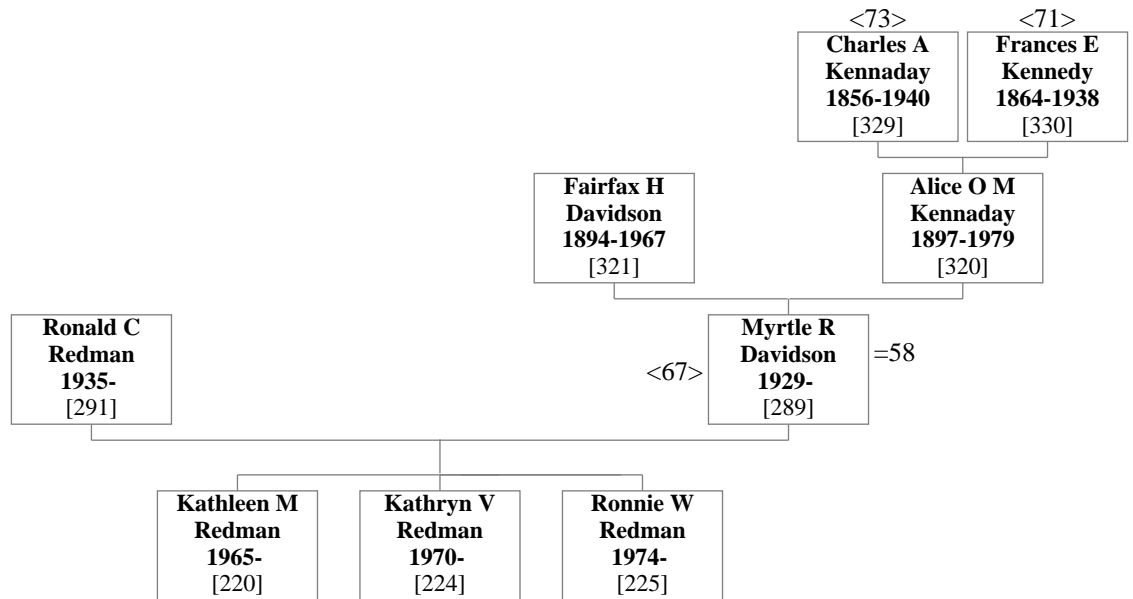 <73>
Charles A
Kennaday
1856-1940
[329]
<71>
Frances E
Kennedy
1864-1938
[330]
Fairfax H
Davidson
1894-1967
[321]
Alice O M
Kennaday
1897-1979
[320]
Ronald C
Redman
1935-
[291]
<67>
Myrtle R
Davidson
1929-
[289]
=58
Kathleen M
Redman
1965-
[220]
Kathryn V
Redman
1970-
[224]
Ronnie W
Redman
1974-
[225]